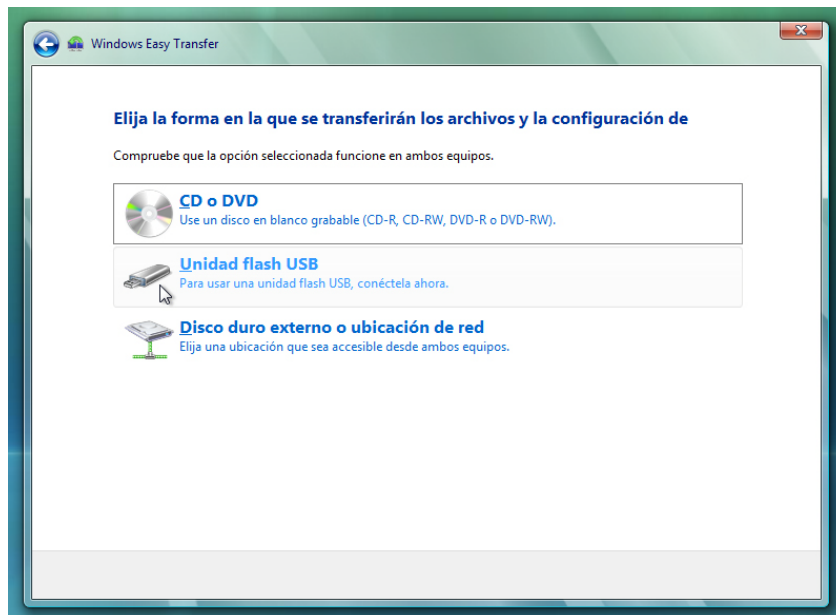 Windows Easy Transfer
Elija la forma en la que se transferirán los archivos y la configuración de
Compruebe que la opción seleccionada funcione en ambos equipos.
CD o DVD
Use un disco en blanco grabable (CD-R, CD-RW, DVD-R o DVD-RW).
Unidad flash USB
Para usar una unidad flash USB, conéctela ahora.
Disco duro externo o ubicación de red
Elija una ubicación que sea accesible desde ambos equipos.